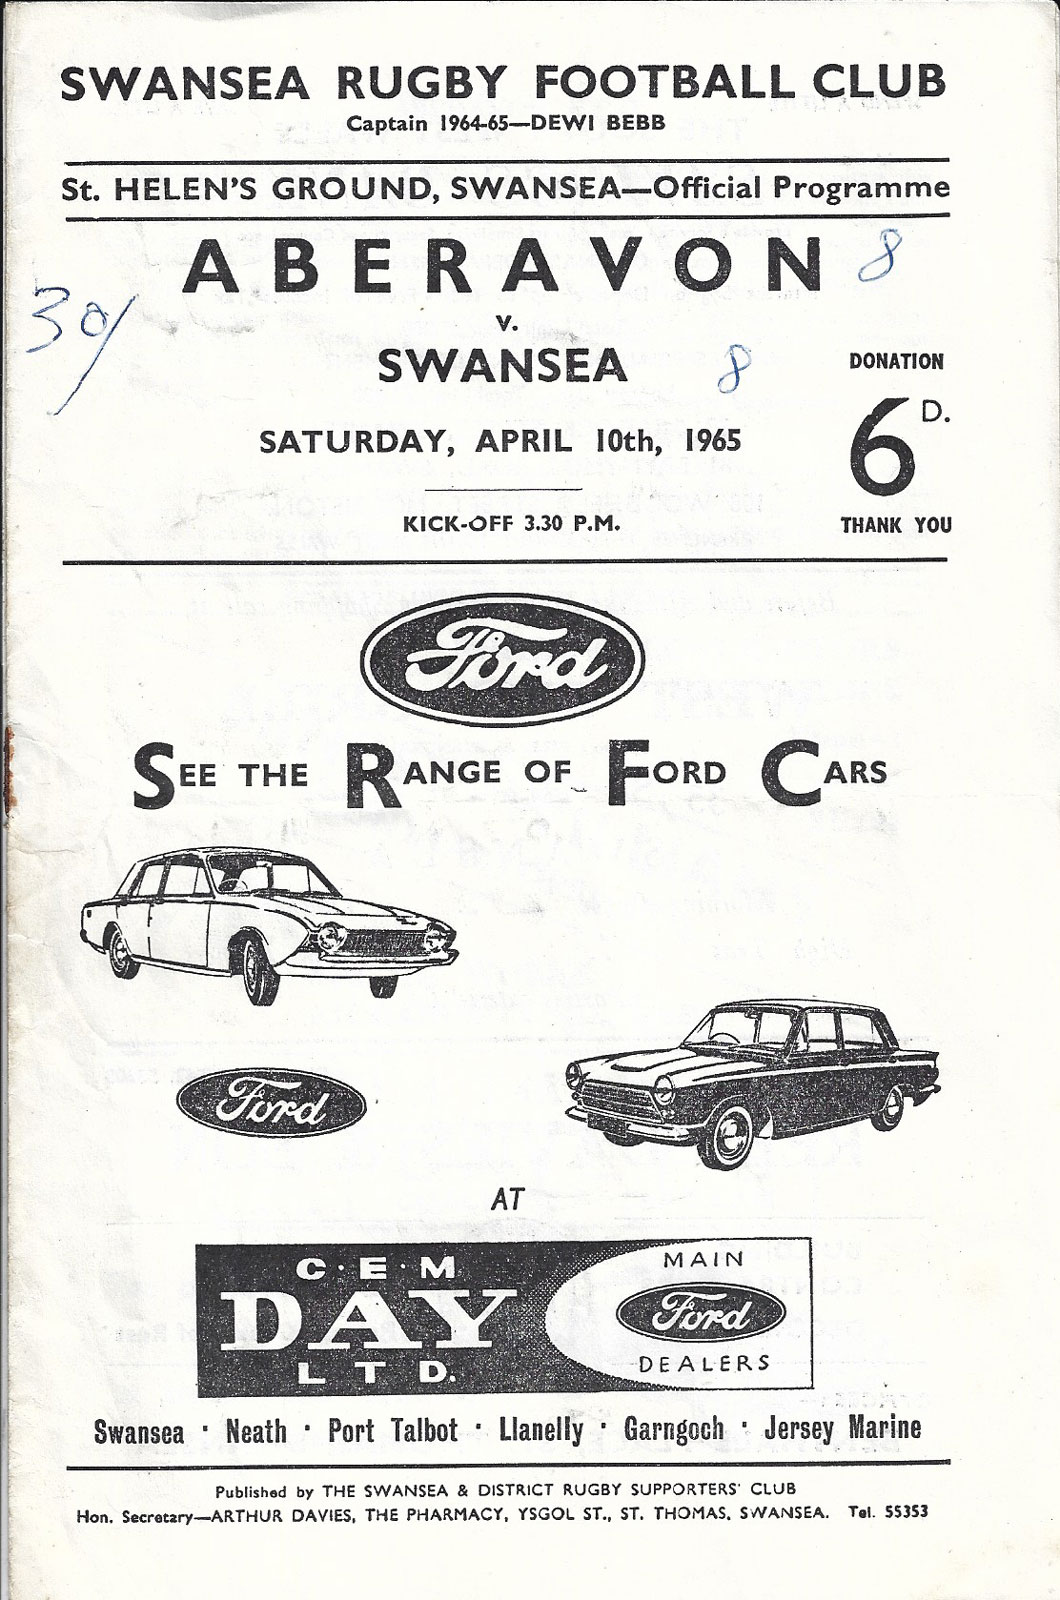 SWANSEA RUGBY FOOTBALL CLUB
Captain 1964-65—DEWI BEBB
St. HELEN'S GROUND, SWANSEA—Official Programme
ABERAVON 8
30/
v.
SWANSEA 8
DONATION
6D.
THANK YOU
SATURDAY, APRIL 10th, 1965
KICK-OFF 3.30 P.M.
Ford
SEE THE RANGE OF FORD CARS
Ford
AT
C·E·M
DAY
LTD.
MAIN
Ford
DEALERS
Swansea · Neath · Port Talbot · Llanelly · Garngoch · Jersey Marine
Published by THE SWANSEA & DISTRICT RUGBY SUPPORTERS' CLUB
Hon. Secretary—ARTHUR DAVIES, THE PHARMACY, YSGOL ST., ST. THOMAS, SWANSEA. Tel. 55353